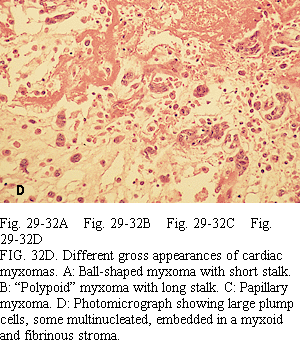 D
Fig. 29-32A Fig. 29-32B Fig. 29-32C Fig.
29-32D
FIG. 32D. Different gross appearances of cardiac
myxomas. A: Ball-shaped myxoma with short stalk.
B: “Polypoid” myxoma with long stalk. C: Papillary
myxoma. D: Photomicrograph showing large plump
cells, some multinucleated, embedded in a myxoid
and fibrinous stroma.